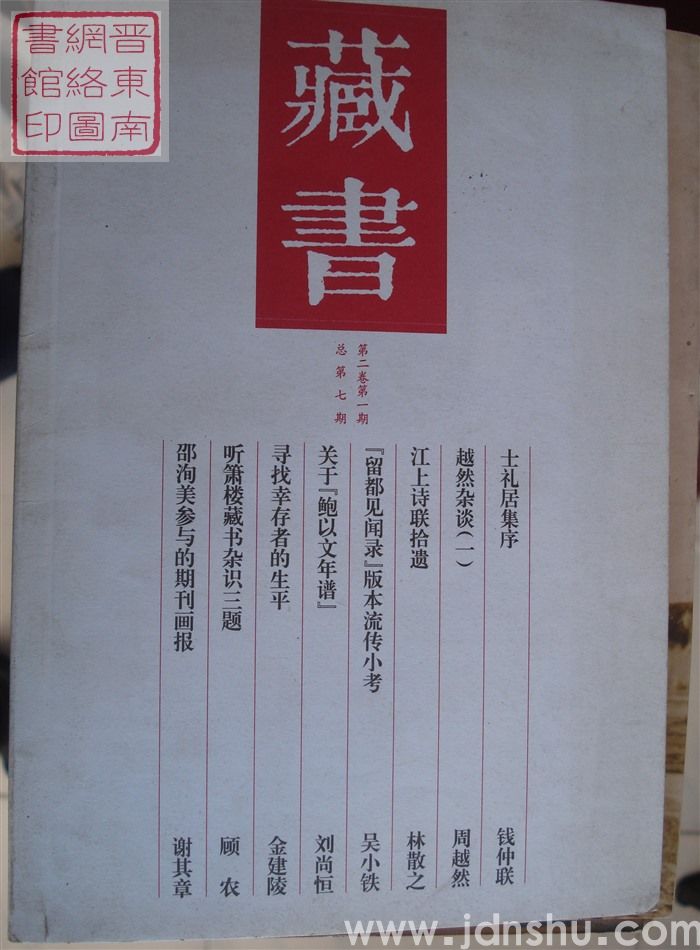 晋東南
網絡圖
書館印
藏書
第二卷第一期
总第七期
士礼居集序 钱仲联
越然杂谈（一） 周越然
江上诗联拾遗 林散之
『留都见闻录』版本流传小考 吴小铁
关于『鲍以文年谱』 刘尚恒
寻找幸存者的生平 金建陵
听箫楼藏书杂识三题 顾农
邵洵美参与的期刊画报 谢其章
www.jdnshu.com